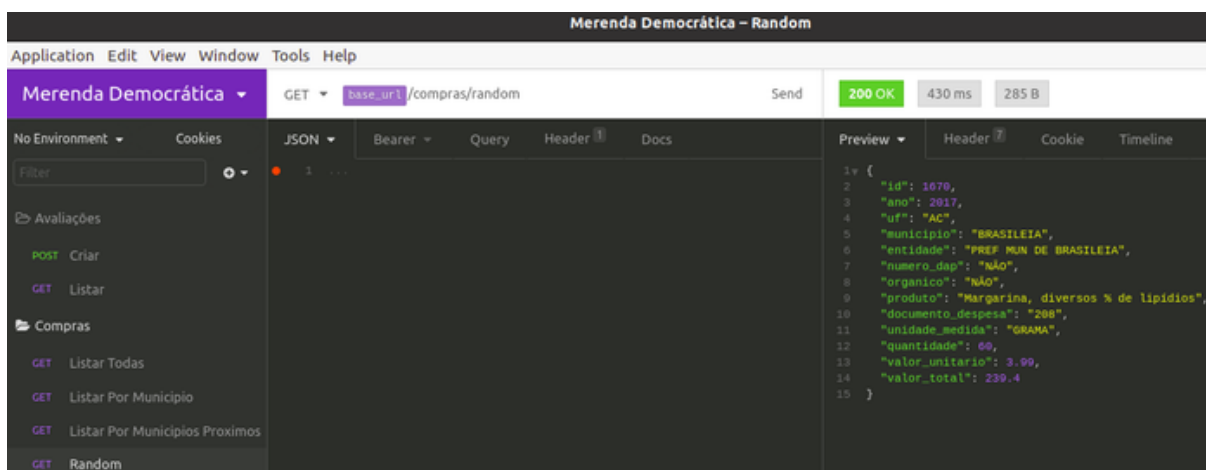 Merenda Democrática – Random
Application Edit View Window Tools Help
Merenda Democrática
GET base_url/compras/random Send
200 OK 430 ms 285 B
No Environment Cookies
JSON Bearer Query Header 1 Docs
Preview Header 7 Cookie Timeline
Filter
1 ...
Avaliações
POST Criar
GET Listar
Compras
GET Listar Todas
GET Listar Por Municipio
GET Listar Por Municipios Proximos
GET Random
1 {
2 "id": 1670,
3 "ano": 2017,
4 "uf": "AC",
5 "municipio": "BRASILEIA",
6 "entidade": "PREF MUN DE BRASILEIA",
7 "numero_dap": "NÃO",
8 "organico": "NÃO",
9 "produto": "Margarina, diversos % de lipídios",
10 "documento_despesa": "208",
11 "unidade_medida": "GRAMA",
12 "quantidade": 60,
13 "valor_unitario": 3.99,
14 "valor_total": 239.4
15 }